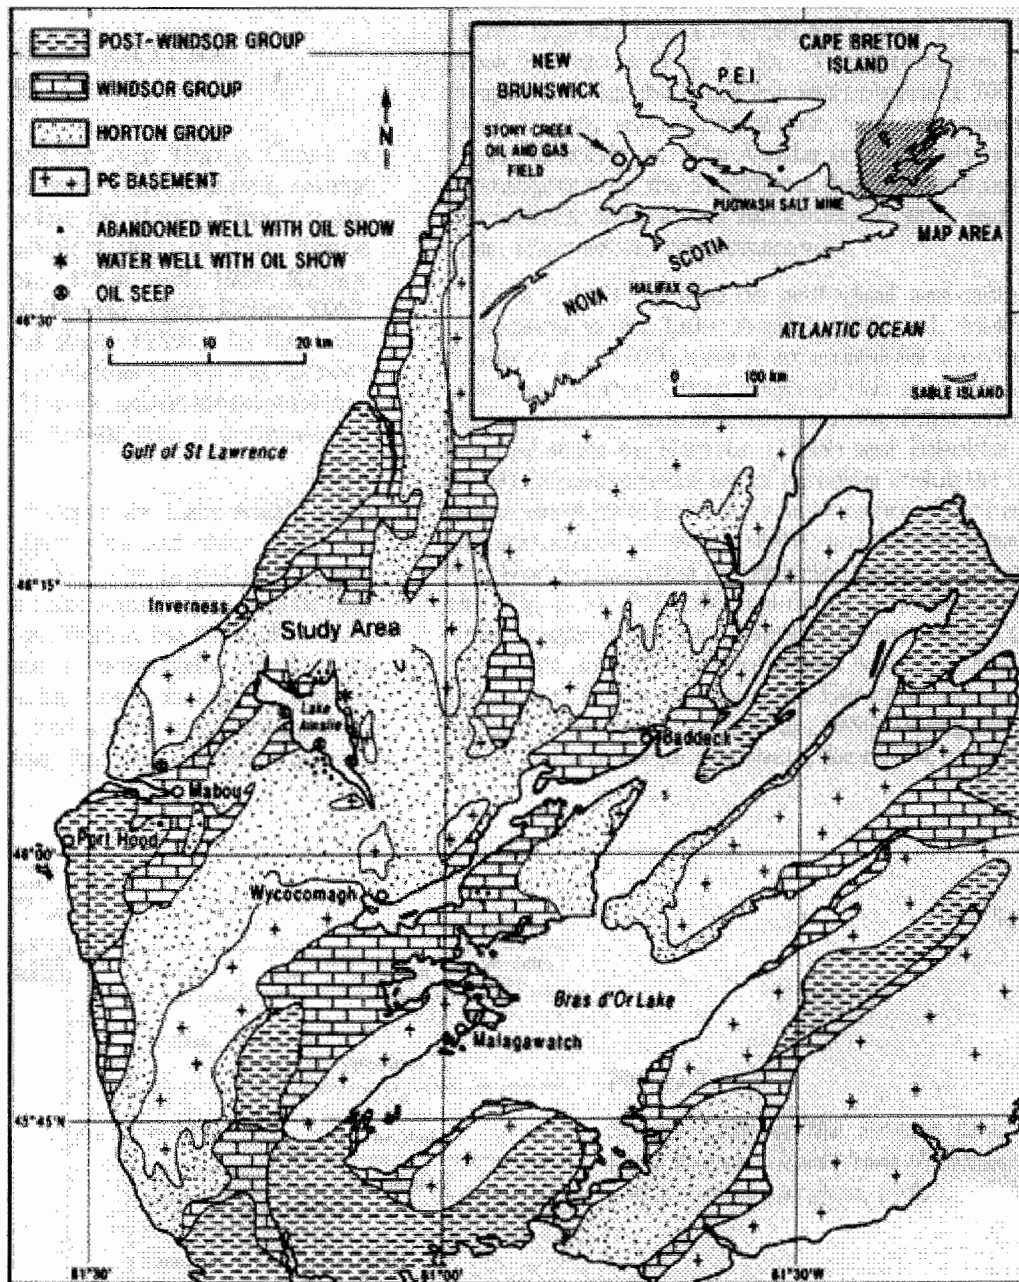 POST-WINDSOR GROUP
WINDSOR GROUP
HORTON GROUP
PC BASEMENT
ABANDONED WELL WITH OIL SHOW
WATER WELL WITH OIL SHOW
OIL SEEP
N
46°30'
0 10 20 km
CAPE BRETON
ISLAND
NEW
BRUNSWICK
P.E.I.
STONY CREEK
OIL AND GAS
FIELD
PUGWASH SALT MINE
MAP AREA
NOVA
SCOTIA
HALIFAX
ATLANTIC OCEAN
0 100 km
SABLE ISLAND
Gulf of St Lawrence
46°15'
Inverness
Study Area
Lake
Ainslie
Baddeck
Mabou
Port Hood
46°00'
Wycocomagh
Bras d'Or Lake
Malagawatch
45°45'N
61°30'
61°00'
61°30'W